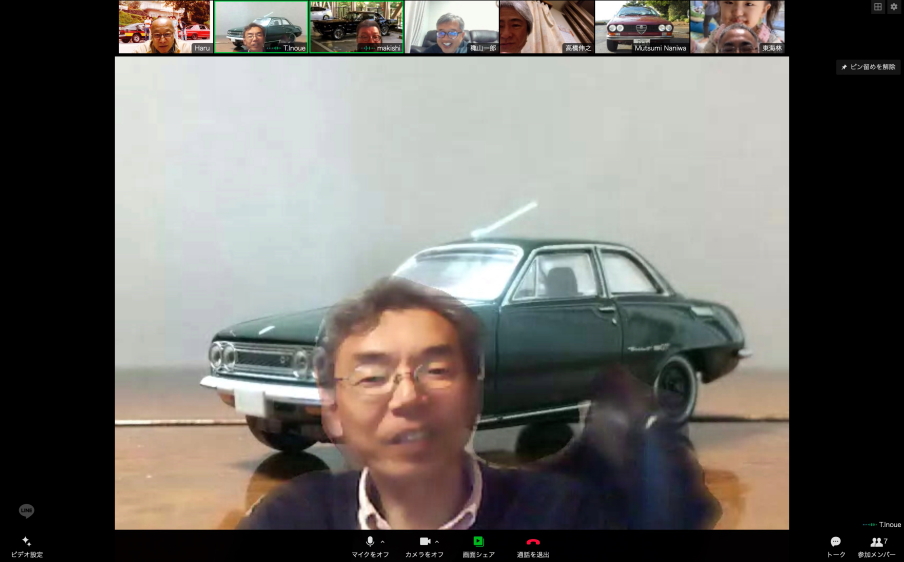 Haru
T.Inoue
makishi
磯山一郎
高橋伸之
Mutsumi Naniwa
東海林
ピン留めを解除
LINE
T.Inoue
ビデオ設定
マイクをオフ
カメラをオフ
画面シェア
通話を退出
トーク
7
参加メンバー